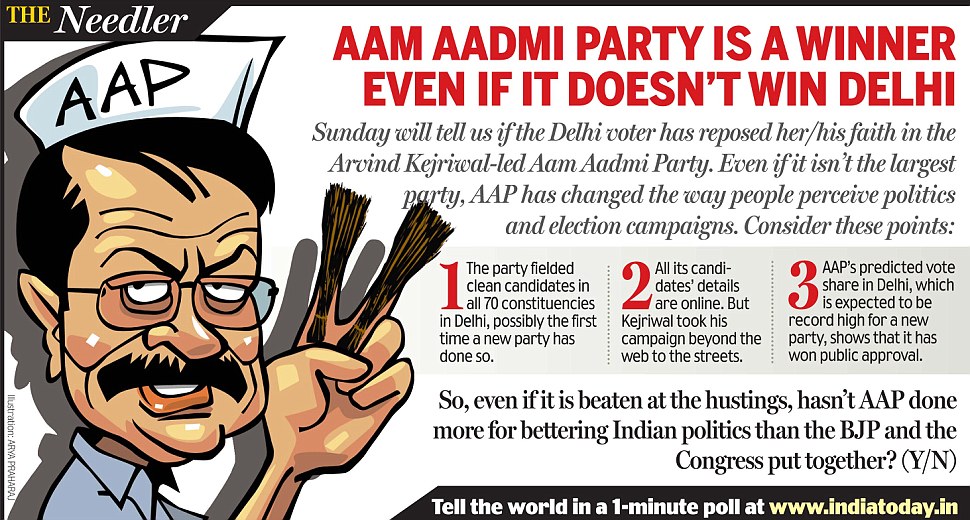 THE Needler
AAP
AAM AADMI PARTY IS A WINNER
EVEN IF IT DOESN'T WIN DELHI
Sunday will tell us if the Delhi voter has reposed her/his faith in the
Arvind Kejriwal-led Aam Aadmi Party. Even if it isn't the largest
party, AAP has changed the way people perceive politics
and election campaigns. Consider these points:
1 The party fielded
clean candidates in
all 70 constituencies
in Delhi, possibly the first
time a new party has
done so.
2 All its candi-
dates' details
are online. But
Kejriwal took his
campaign beyond the
web to the streets.
3 AAP's predicted vote
share in Delhi, which
is expected to be
record high for a new
party, shows that it has
won public approval.
So, even if it is beaten at the hustings, hasn't AAP done
more for bettering Indian politics than the BJP and the
Congress put together? (Y/N)
Illustration: ARYA PRAHARAJ
Tell the world in a 1-minute poll at www.indiatoday.in